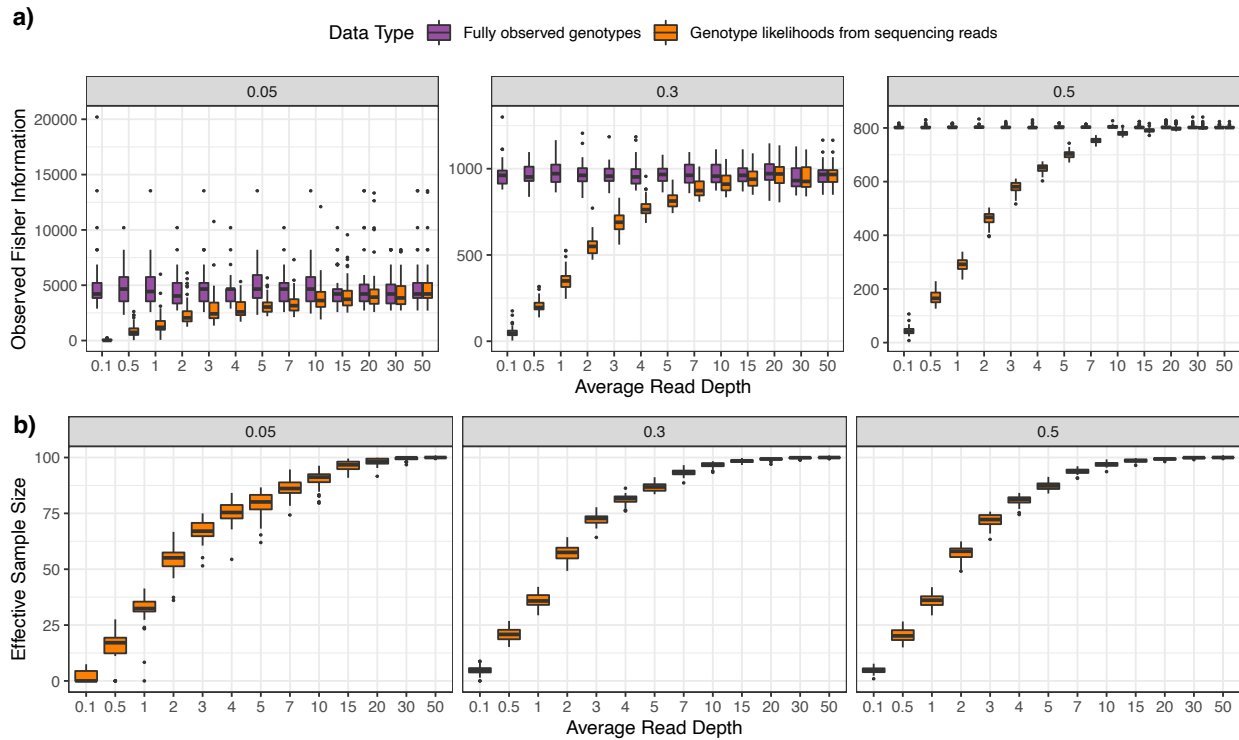 a)
Data Type Fully observed genotypes Genotype likelihoods from sequencing reads
0.05 0.3 0.5
Observed Fisher Information
20000
15000
10000
5000
0
1000
500
0
800
600
400
200
0
0.1 0.5 1 2 3 4 5 7 10 15 20 30 50 0.1 0.5 1 2 3 4 5 7 10 15 20 30 50 0.1 0.5 1 2 3 4 5 7 10 15 20 30 50
Average Read Depth
b)
0.05 0.3 0.5
Effective Sample Size
100
75
50
25
0
0.1 0.5 1 2 3 4 5 7 10 15 20 30 50 0.1 0.5 1 2 3 4 5 7 10 15 20 30 50 0.1 0.5 1 2 3 4 5 7 10 15 20 30 50
Average Read Depth